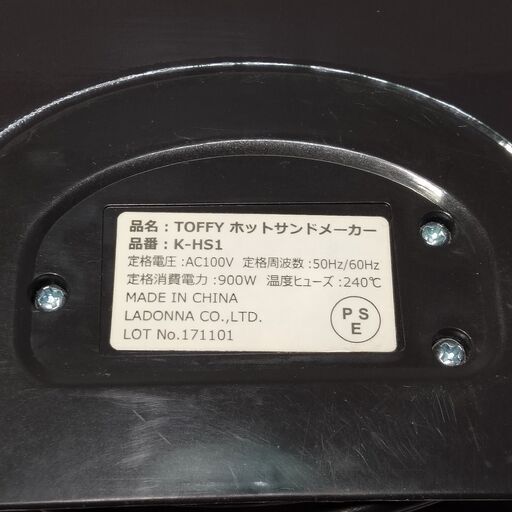 品名：TOFFY ホットサンドメーカー
品番：K-HS1
定格電圧:AC100V 定格周波数:50Hz/60Hz
定格消費電力:900W 温度ヒューズ:240℃
MADE IN CHINA
LADONNA CO.,LTD.
LOT No.171101
P S
E